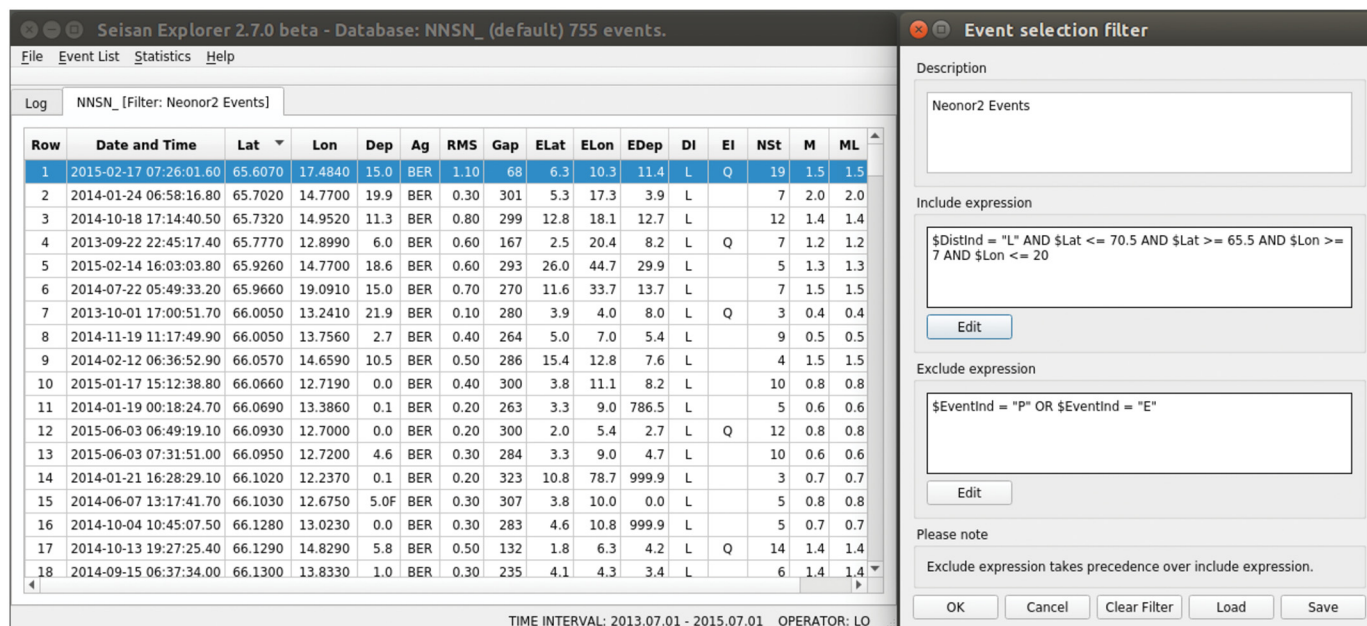 Seisan Explorer 2.7.0 beta - Database: NNSN_ (default) 755 events.
File Event List Statistics Help
Log NNSN_ [Filter: Neonor2 Events]
Row Date and Time Lat Lon Dep Ag RMS Gap ELat ELon EDep DI EI NSt M ML
1 2015-02-17 07:26:01.60 65.6070 17.4840 15.0 BER 1.10 68 6.3 10.3 11.4 L Q 19 1.5 1.5
2 2014-01-24 06:58:16.80 65.7020 14.7700 19.9 BER 0.30 301 5.3 17.3 3.9 L 7 2.0 2.0
3 2014-10-18 17:14:40.50 65.7320 14.9520 11.3 BER 0.80 299 12.8 18.1 12.7 L 12 1.4 1.4
4 2013-09-22 22:45:17.40 65.7770 12.8990 6.0 BER 0.60 167 2.5 20.4 8.2 L Q 7 1.2 1.2
5 2015-02-14 16:03:03.80 65.9260 14.7700 18.6 BER 0.60 293 26.0 44.7 29.9 L 5 1.3 1.3
6 2014-07-22 05:49:33.20 65.9660 19.0910 15.0 BER 0.70 270 11.6 33.7 13.7 L 7 1.5 1.5
7 2013-10-01 17:00:51.70 66.0050 13.2410 21.9 BER 0.10 280 3.9 4.0 8.0 L Q 3 0.4 0.4
8 2014-11-19 11:17:49.90 66.0050 13.7560 2.7 BER 0.40 264 5.0 7.0 5.4 L 9 0.5 0.5
9 2014-02-12 06:36:52.90 66.0570 14.6590 10.5 BER 0.50 286 15.4 12.8 7.6 L 4 1.5 1.5
10 2015-01-17 15:12:38.80 66.0660 12.7190 0.0 BER 0.40 300 3.8 11.1 8.2 L 10 0.8 0.8
11 2014-01-19 00:18:24.70 66.0690 13.3860 0.1 BER 0.20 263 3.3 9.0 786.5 L 5 0.6 0.6
12 2015-06-03 06:49:19.10 66.0930 12.7000 0.0 BER 0.20 300 2.0 5.4 2.7 L Q 12 0.8 0.8
13 2015-06-03 07:31:51.00 66.0950 12.7200 4.6 BER 0.30 284 3.3 9.0 4.7 L 10 0.6 0.6
14 2014-01-21 16:28:29.10 66.1020 12.2370 0.1 BER 0.20 323 10.8 78.7 999.9 L 3 0.7 0.7
15 2014-06-07 13:17:41.70 66.1030 12.6750 5.0F BER 0.30 307 3.8 10.0 0.0 L 5 0.8 0.8
16 2014-10-04 10:45:07.50 66.1280 13.0230 0.0 BER 0.30 283 4.6 10.8 999.9 L 5 0.7 0.7
17 2014-10-13 19:27:25.40 66.1290 14.8290 5.8 BER 0.50 132 1.8 6.3 4.2 L Q 14 1.4 1.4
18 2014-09-15 06:37:34.00 66.1300 13.8330 1.0 BER 0.30 235 4.1 4.3 3.4 L 6 1.4 1.4
TIME INTERVAL: 2013.07.01 - 2015.07.01 OPERATOR: LO
Event selection filter
Description
Neonor2 Events
Include expression
$DistInd = "L" AND $Lat <= 70.5 AND $Lat >= 65.5 AND $Lon >=
7 AND $Lon <= 20
Edit
Exclude expression
$EventInd = "P" OR $EventInd = "E"
Edit
Please note
Exclude expression takes precedence over include expression.
OK Cancel Clear Filter Load Save